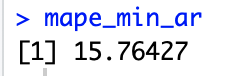 > mape_min_ar
[1] 15.76427